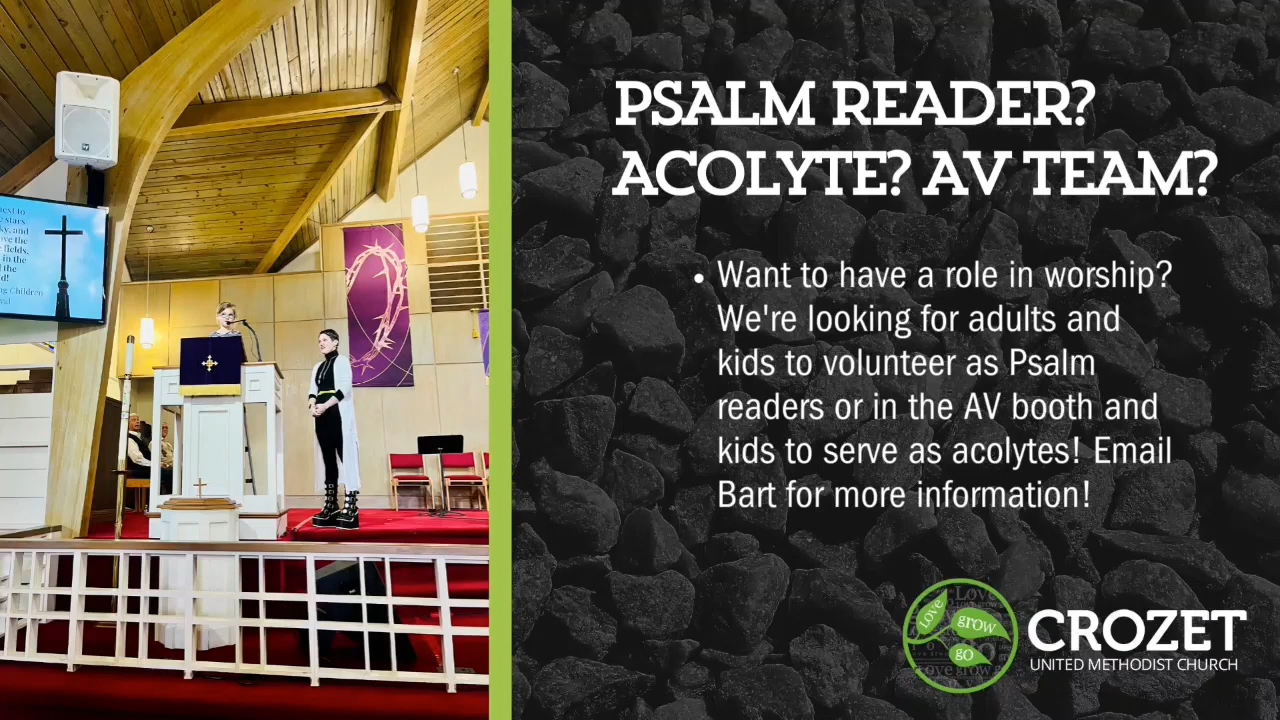 PSALM READER?
ACOLYTE? AV TEAM?
• Want to have a role in worship?
We're looking for adults and
kids to volunteer as Psalm
readers or in the AV booth and
kids to serve as acolytes! Email
Bart for more information!
Love
grow
go
CROZET
UNITED METHODIST CHURCH
in the